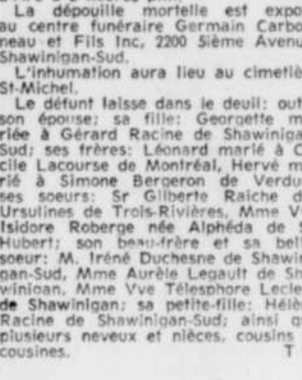 La dépouille mortelle est expo
au centre funéraire Germain Carbo
neau et Fils Inc, 2200 5ième Avenu
Shawinigan-Sud.
L'inhumation aura lieu au cimetiè
St-Michel.
Le défunt laisse dans le deuil: out
son épouse; sa fille: Georgette m
riée à Gérard Racine de Shawiniga
Sud; ses frères: Léonard marié à C
cile Lacourse de Montréal, Hervé m
rié à Simone Bergeron de Verdu
ses soeurs: Sr Gilberte Raiche d
Ursulines de Trois-Rivières, Mme V
Isidore Roberge née Alphéda de S
Hubert; son beau-frère et sa bell
soeur: M. Iréné Duchesne de Shawin
gan-Sud, Mme Aurèle Legault de Sh
winigan, Mme Vve Télesphore Lecle
de Shawinigan; sa petite-fille: Hélè
Racine de Shawinigan-Sud; ainsi q
plusieurs neveux et nièces, cousins
cousines. T